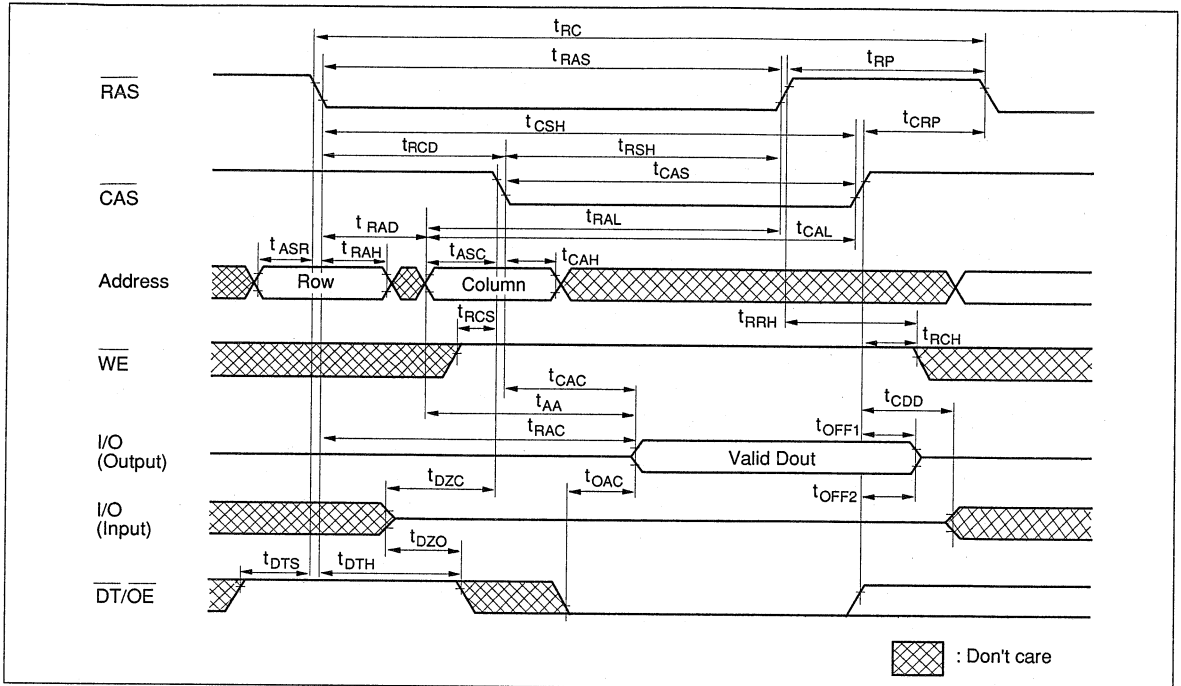 tRC
tRAS
tRP
RAS
tCSH
tCRP
tRCD
tRSH
tCAS
CAS
tRAL
tRAD
tCAL
tASR
tRAH
tASC
tCAH
Address
Row
Column
tRCS
tRRH
tRCH
WE
tCAC
tCDD
tAA
tRAC
tOFF1
I/O
(Output)
Valid Dout
tDZC
tOAC
tOFF2
I/O
(Input)
tDZO
tDTS
tDTH
DT/OE
: Don't care